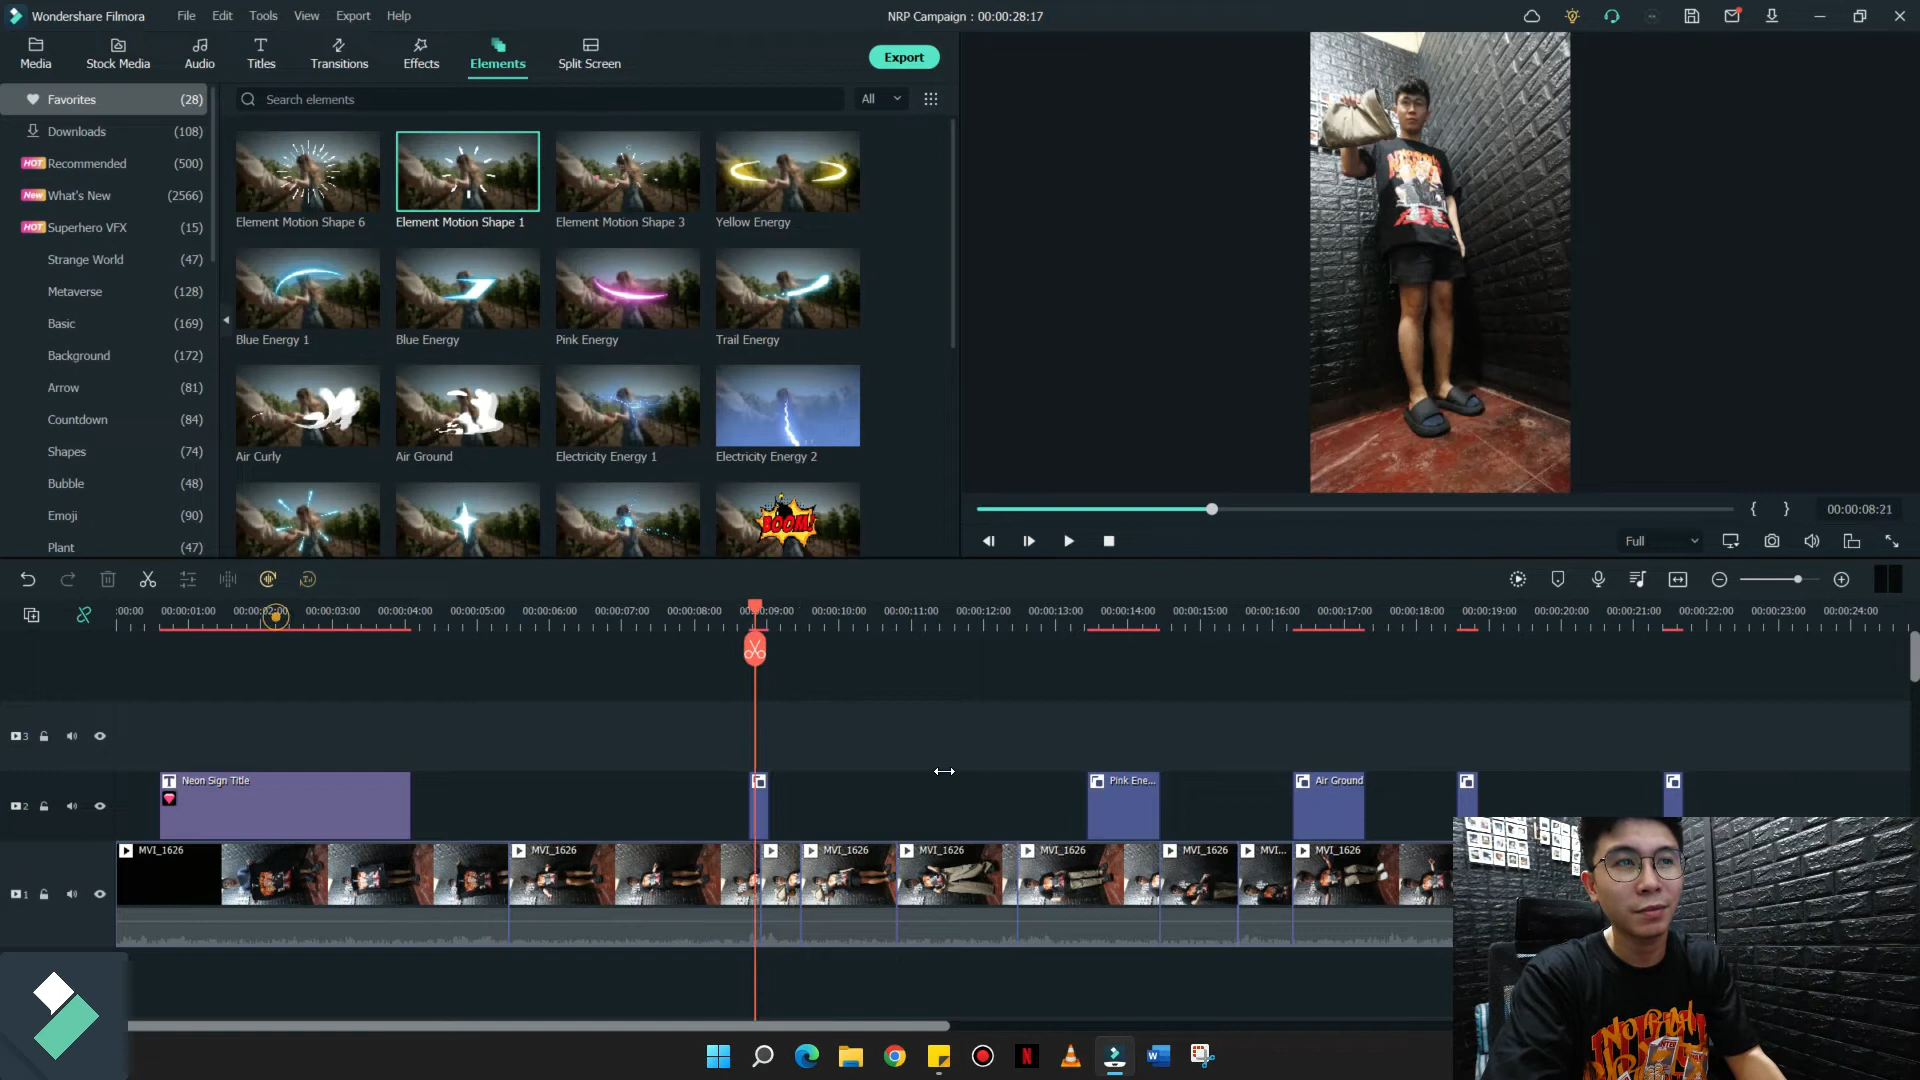 Wondershare Filmora
File
Edit
Tools
View
Export
Help
NRP Campaign : 00:00:28:17
Media
Stock Media
Audio
Titles
Transitions
Effects
Elements
Split Screen
Export
Favorites (28)
Downloads (108)
HOT Recommended (500)
New What's New (2566)
HOT Superhero VFX (15)
Strange World (47)
Metaverse (128)
Basic (169)
Background (172)
Arrow (81)
Countdown (84)
Shapes (74)
Bubble (48)
Emoji (90)
Plant (47)
Search elements
All
Element Motion Shape 6
Element Motion Shape 1
Element Motion Shape 3
Yellow Energy
Blue Energy 1
Blue Energy
Pink Energy
Trail Energy
Air Curly
Air Ground
Electricity Energy 1
Electricity Energy 2
BOOM!
{ }
00:00:08:21
Full
:00:00 00:00:01:00 00:00:02:00 00:00:03:00 00:00:04:00 00:00:05:00 00:00:06:00 00:00:07:00 00:00:08:00 00:00:09:00 00:00:10:00 00:00:11:00 00:00:12:00 00:00:13:00 00:00:14:00 00:00:15:00 00:00:16:00 00:00:17:00 00:00:18:00 00:00:19:00 00:00:20:00 00:00:21:00 00:00:22:00 00:00:23:00 00:00:24:00
3
2
Neon Sign Title
Pink Ene...
Air Ground
1
MVI_1626
MVI_1626
MVI_1626
MVI_1626
MVI_1626
MVI_1626
MVI...
MVI_1626